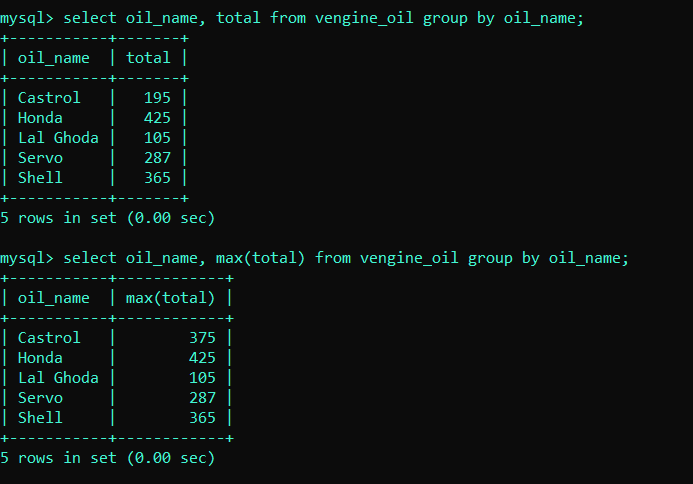 mysql> select oil_name, total from vengine_oil group by oil_name;
+-----------+-------+
| oil_name  | total |
+-----------+-------+
| Castrol   |   195 |
| Honda     |   425 |
| Lal Ghoda |   105 |
| Servo     |   287 |
| Shell     |   365 |
+-----------+-------+
5 rows in set (0.00 sec)

mysql> select oil_name, max(total) from vengine_oil group by oil_name;
+-----------+------------+
| oil_name  | max(total) |
+-----------+------------+
| Castrol   |        375 |
| Honda     |        425 |
| Lal Ghoda |        105 |
| Servo     |        287 |
| Shell     |        365 |
+-----------+------------+
5 rows in set (0.00 sec)